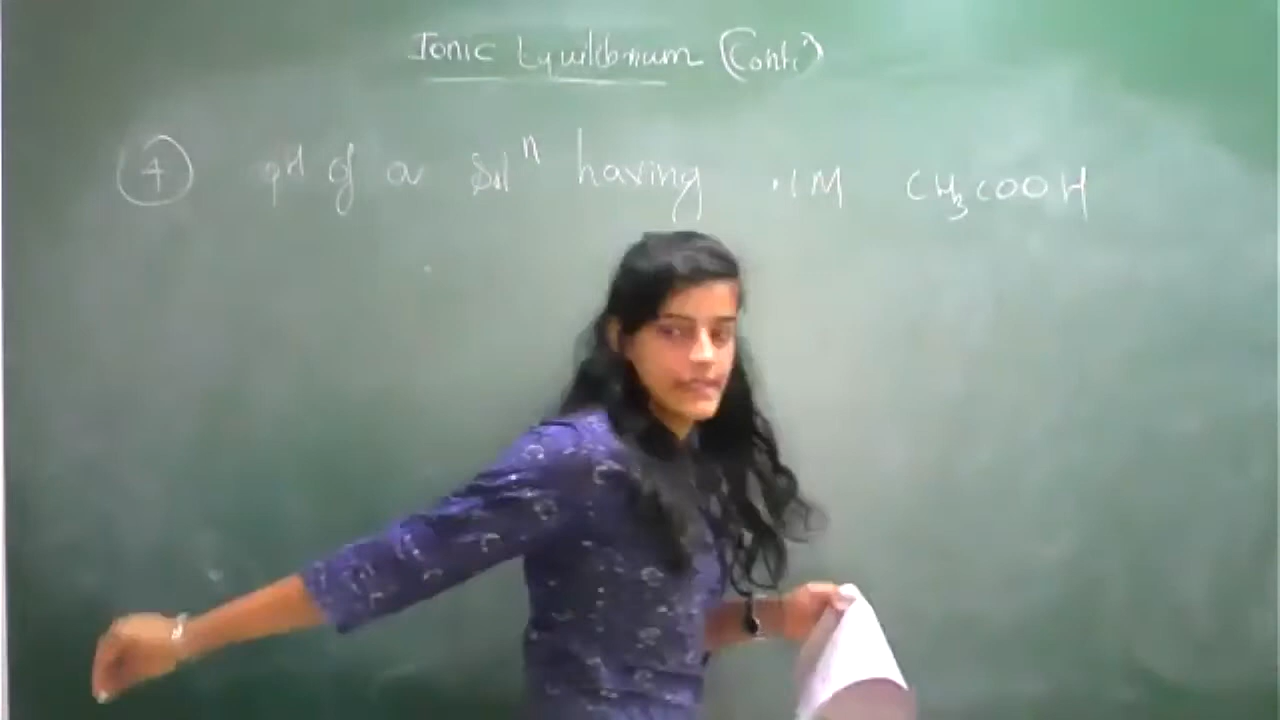 Ionic Equilibrium (Conti)
④ pH of a Solⁿ having .1M CH₃COOH